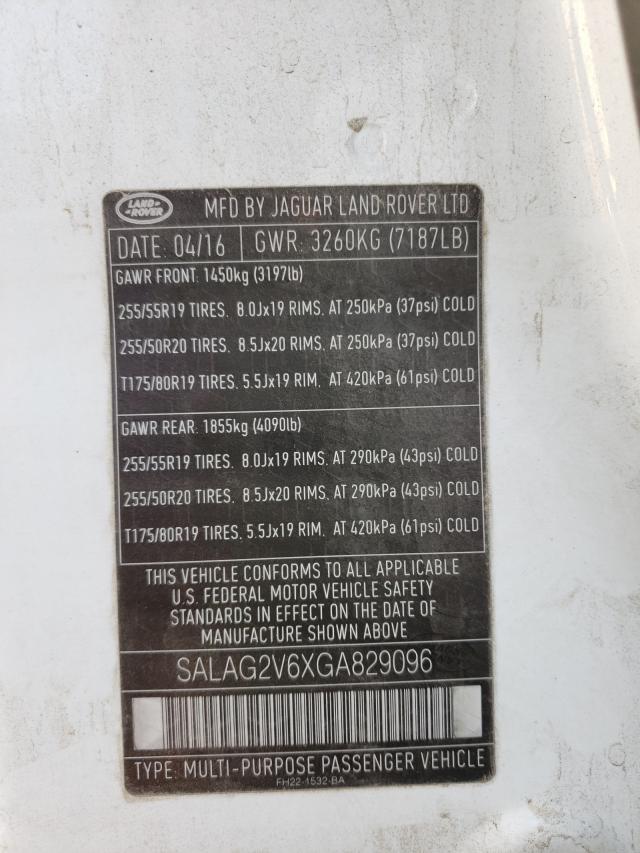 LAND ROVER MFD BY JAGUAR LAND ROVER LTD
DATE: 04/16 GWR: 3260KG (7187LB)
GAWR FRONT: 1450kg (3197lb)
255/55R19 TIRES. 8.0Jx19 RIMS. AT 250kPa (37psi) COLD
255/50R20 TIRES. 8.5Jx20 RIMS. AT 250kPa (37psi) COLD
T175/80R19 TIRES. 5.5Jx19 RIM. AT 420kPa (61psi) COLD
GAWR REAR: 1855kg (4090lb)
255/55R19 TIRES. 8.0Jx19 RIMS. AT 290kPa (43psi) COLD
255/50R20 TIRES. 8.5Jx20 RIMS. AT 290kPa (43psi) COLD
T175/80R19 TIRES. 5.5Jx19 RIM. AT 420kPa (61psi) COLD
THIS VEHICLE CONFORMS TO ALL APPLICABLE
U.S. FEDERAL MOTOR VEHICLE SAFETY
STANDARDS IN EFFECT ON THE DATE OF
MANUFACTURE SHOWN ABOVE
SALAG2V6XGA829096
TYPE: MULTI-PURPOSE PASSENGER VEHICLE
FH22-1532-BA